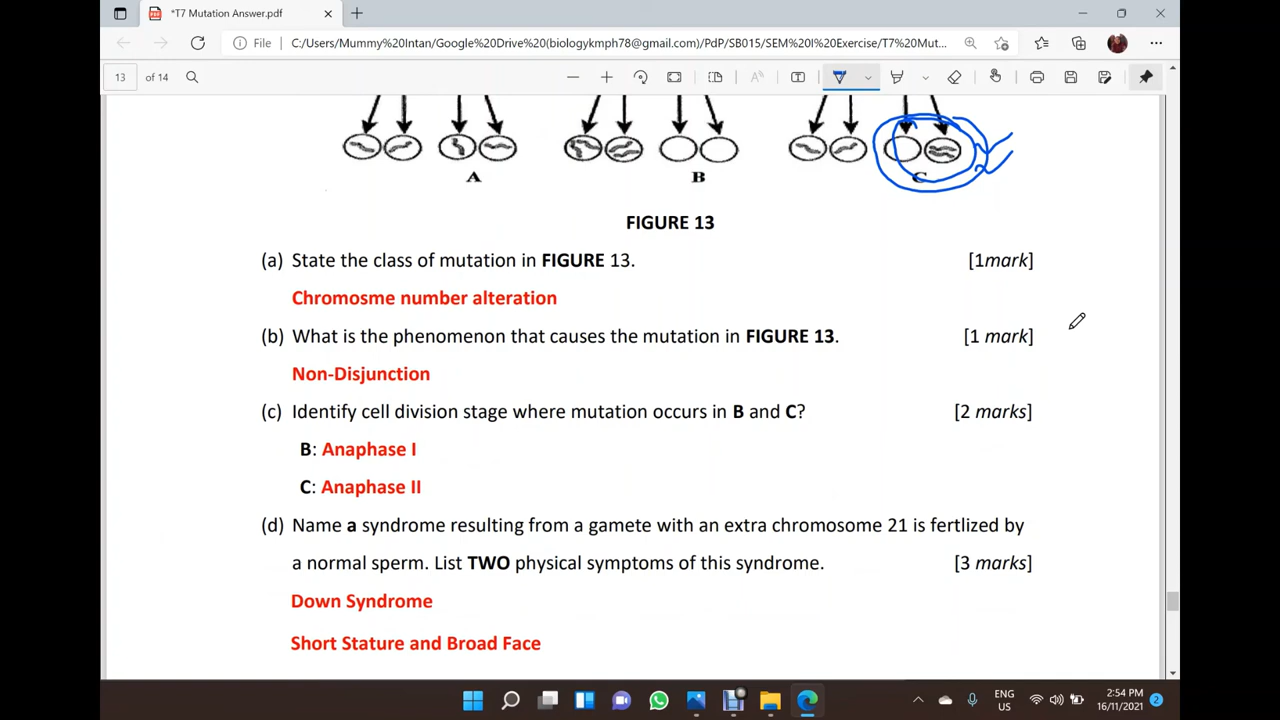 *T7 Mutation Answer.pdf
File
C:/Users/Mummy%20Intan/Google%20Drive%20(biologykmph78@gmail.com)/PdP/SB015/SEM%20I%20Exercise/T7%20Mut...
13 of 14
A B C
FIGURE 13
(a) State the class of mutation in FIGURE 13. [1mark]
Chromosme number alteration
(b) What is the phenomenon that causes the mutation in FIGURE 13. [1 mark]
Non-Disjunction
(c) Identify cell division stage where mutation occurs in B and C? [2 marks]
B: Anaphase I
C: Anaphase II
(d) Name a syndrome resulting from a gamete with an extra chromosome 21 is fertlized by
a normal sperm. List TWO physical symptoms of this syndrome. [3 marks]
Down Syndrome
Short Stature and Broad Face
ENG
US
2:54 PM
16/11/2021
2